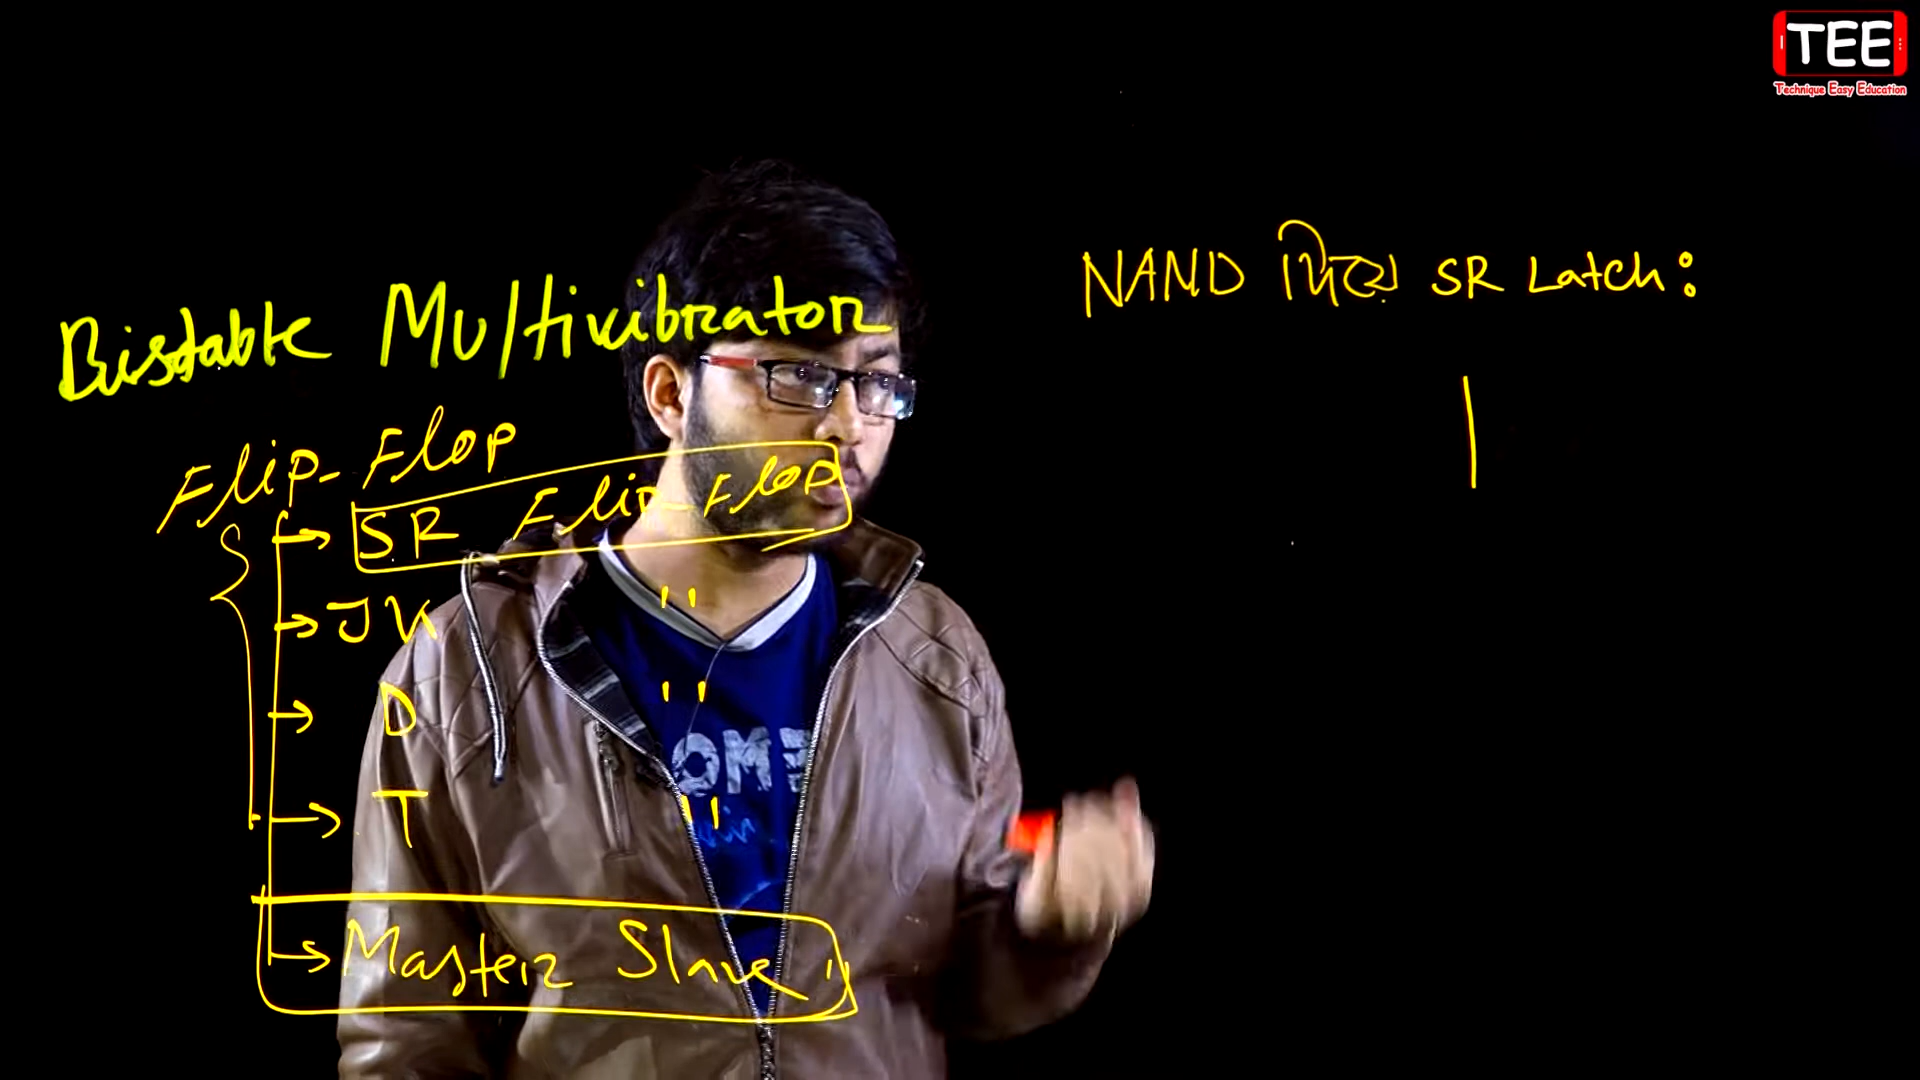 TEE
Technique Easy Education
Bistable Multivibrator
Flip-Flop
SR Flip Flop
JK "
D "
T "
Master Slave "
NAND দিয়ে SR Latch: